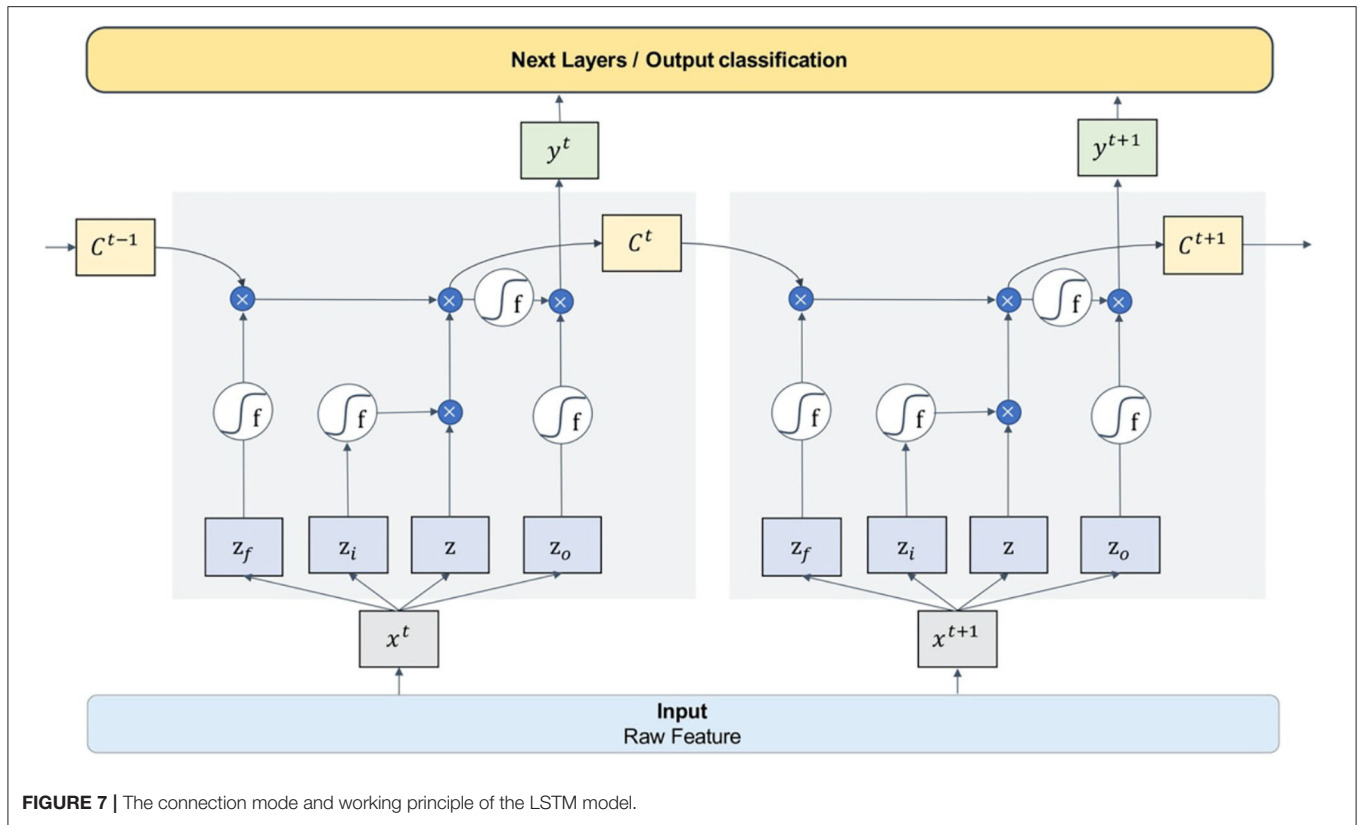 Next Layers / Output classification
y^t
y^{t+1}
C^{t-1}
C^t
C^{t+1}
×
×
f
×
×
×
f
×
f
f
×
f
f
f
×
f
z_f
z_i
z
z_o
z_f
z_i
z
z_o
x^t
x^{t+1}
Input
Raw Feature
FIGURE 7 | The connection mode and working principle of the LSTM model.